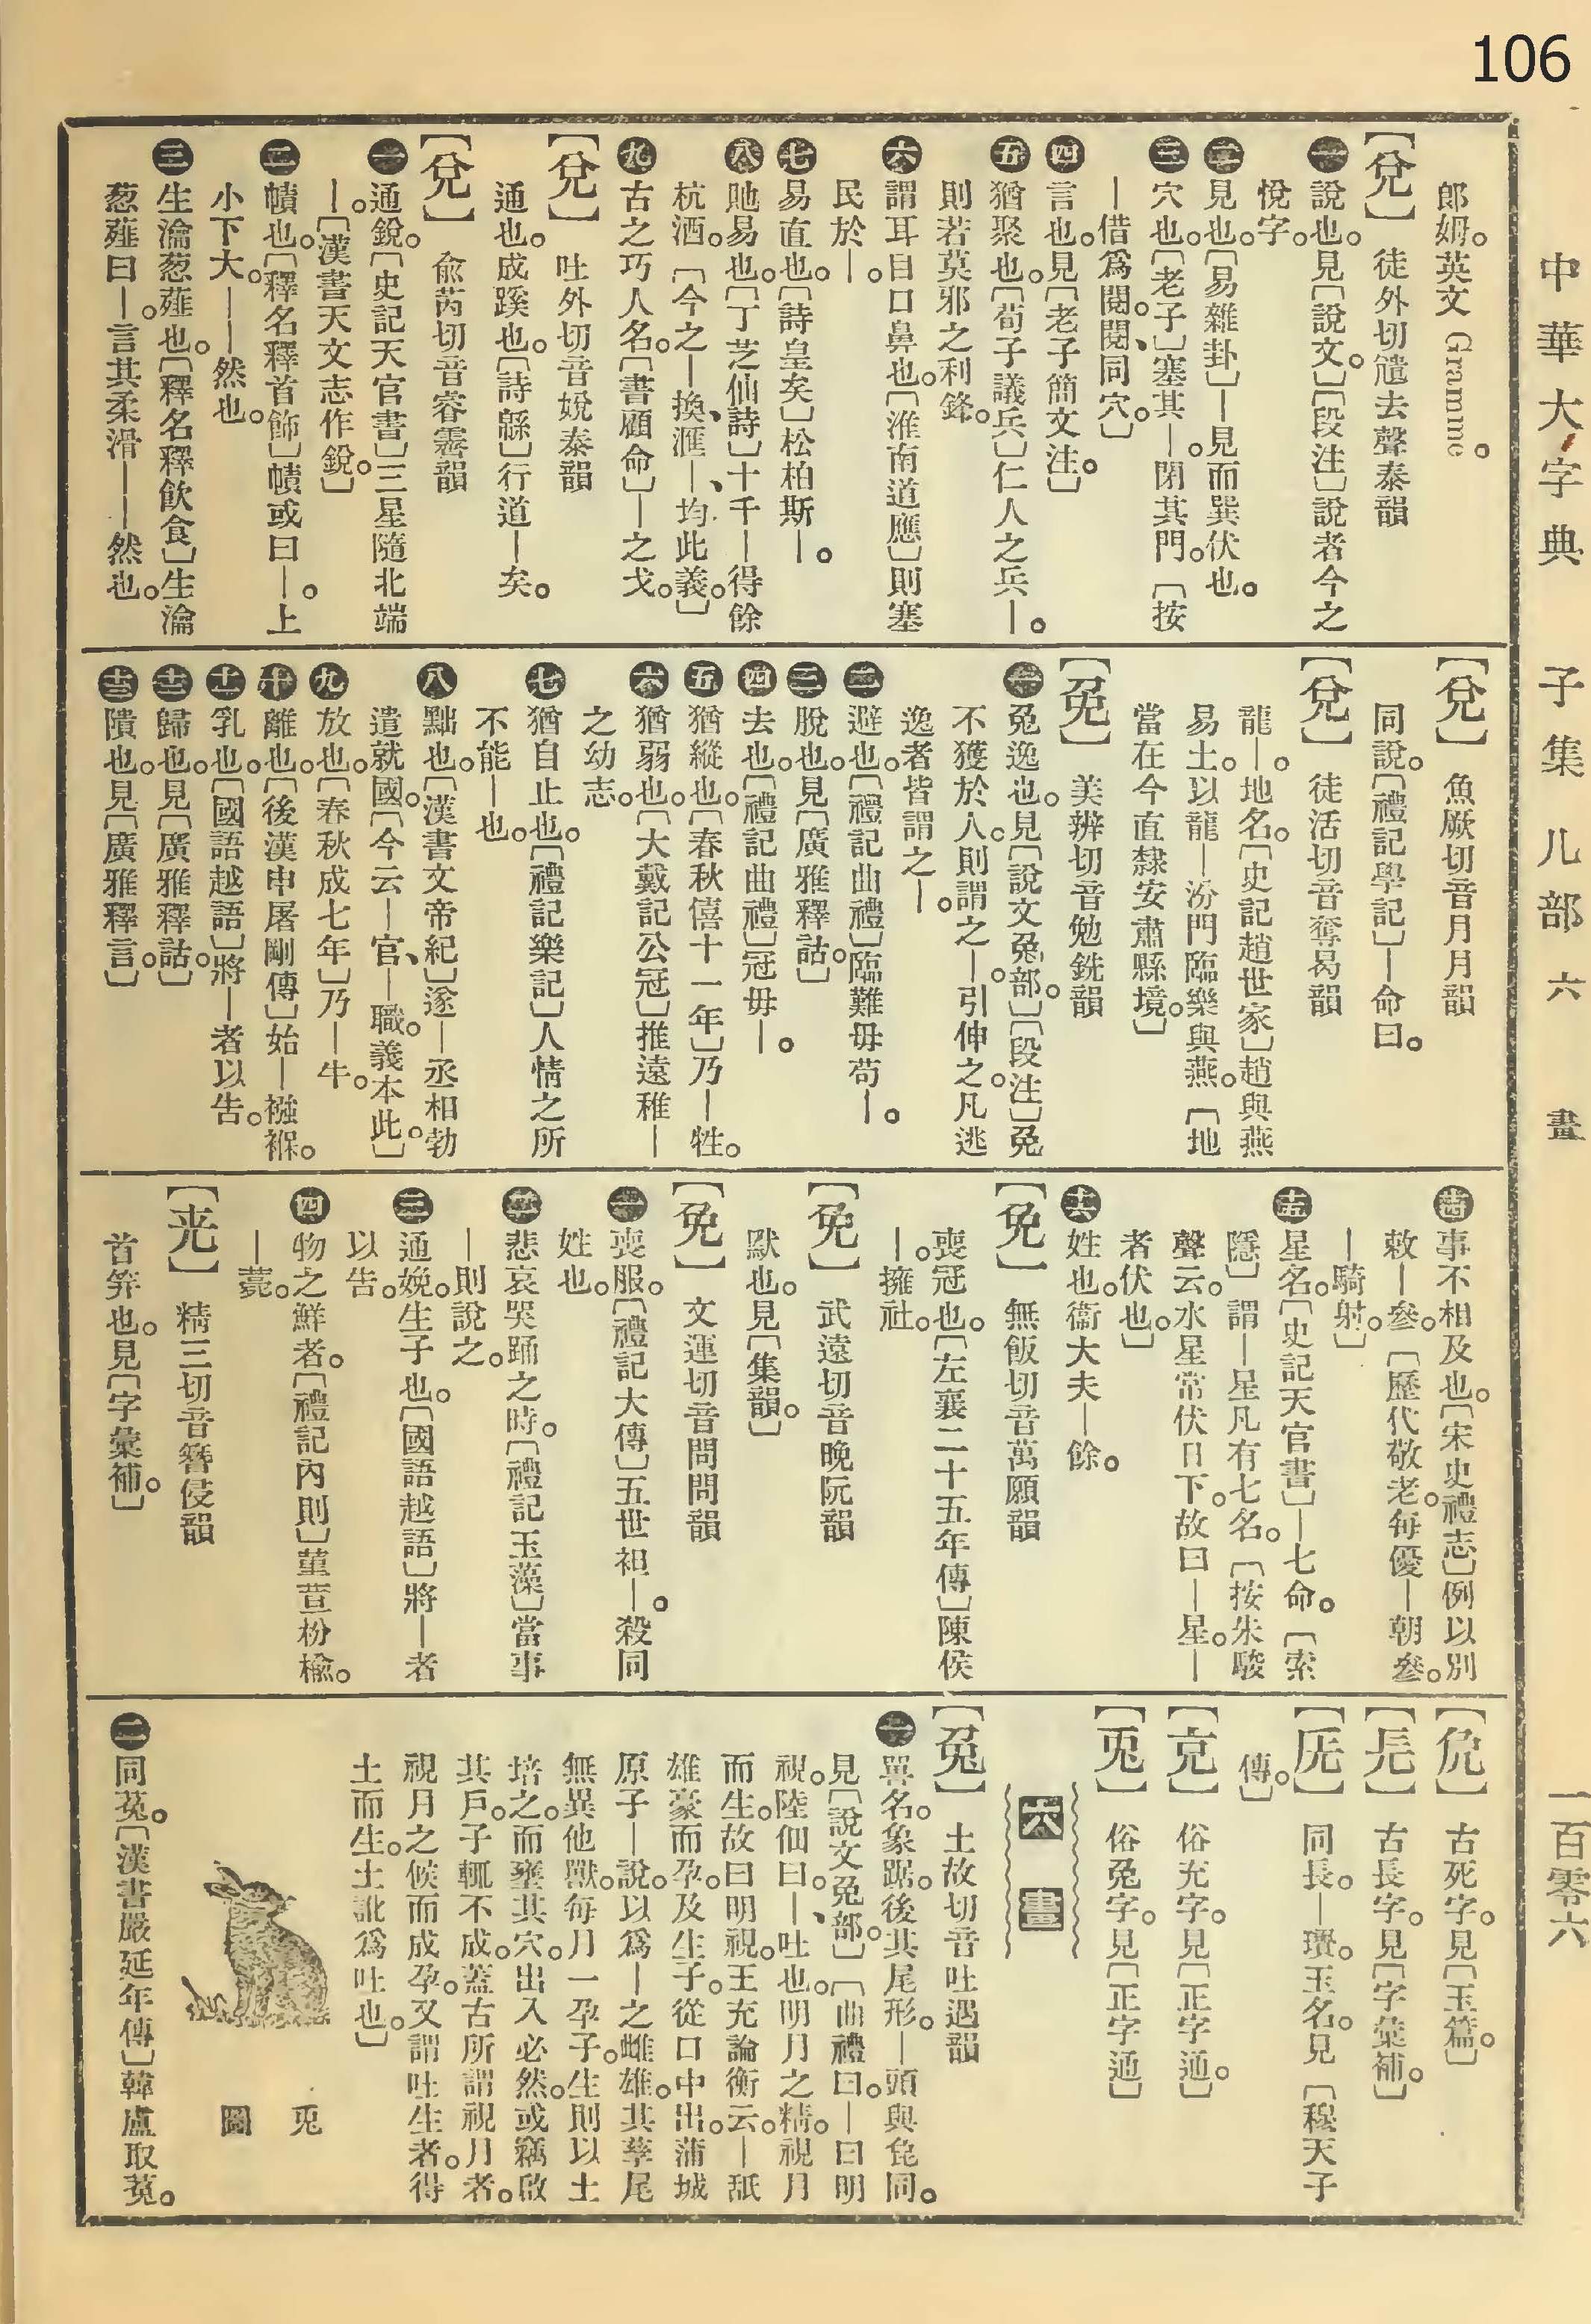 106
中華大字典 子集 儿部 六畫 一百零六
郎姆。英文 Gramme。
【兌】 徒外切𨓚去聲泰韻
㊀說也。見〔說文。〕〔段注〕說者今之
悅字。
㊁見也。〔易雜卦〕—見而巽伏也。
㊂穴也。〔老子〕塞其—。閉其門。〔按
—借爲閱。閱、同穴。〕
㊃言也。見〔老子簡文注。〕
㊄猶聚也。〔荀子議兵〕仁人之兵—。
則若莫邪之利鋒。
㊅謂耳目口鼻也。〔淮南道應〕則塞
民於—。
㊆易直也。〔詩皇矣〕松柏斯—。
㊇貤易也。〔丁芝仙詩〕十千—得餘
杭酒。〔今之—換、滙—、均此義。〕
㊈古之巧人名。〔書顧命〕—之戈。
【兌】 吐外切音娧泰韻
通也。成蹊也。〔詩緜〕行道—矣。
【兌】 兪芮切音睿霽韻
㊀通銳。〔史記天官書〕三星隨北端
—。〔漢書天文志作銳。〕
㊁幘也。〔釋名釋首飾〕幘或曰—。上
小下大。——然也。
㊂生瀹葱薤也。〔釋名釋飮食〕生瀹
葱薤曰—。言其柔滑——然也。
【兌】 魚厥切音月月韻
同說。〔禮記學記〕—命曰。
【兌】 徒活切音奪曷韻
龍—。地名。〔史記趙世家〕趙與燕
易土。以龍—汾門臨樂與燕。〔地
當在今直隸安肅縣境。〕
【免】 美辨切音勉銑韻
㊀兔逸也。見〔說文兔部。〕〔段注〕兔
不獲於人。則謂之—。引伸之。凡逃
逸者皆謂之—。
㊁避也。〔禮記曲禮〕臨難毋苟—。
㊂脫也。見〔廣雅釋詁。〕
㊃去也。〔禮記曲禮〕冠毋—。
㊄猶縱也。〔春秋僖三十一年〕乃—牲。
㊅猶弱也。〔大戴記公冠〕推遠稚—
之幼志。
㊆猶自止也。〔禮記樂記〕人情之所
不能—也。
㊇黜也。〔漢書文帝紀〕遂—丞相勃
遣就國。〔今云—官、—職。義本此。〕
㊈放也。〔春秋成七年〕乃—牛。
㊉離也。〔後漢申屠剛傳〕始—襁褓。
十一乳也。〔國語越語〕將—者以告。
十二歸也。見〔廣雅釋詁。〕
十三隤也。見〔廣雅釋言。〕
十四事不相及也。〔宋史禮志〕例以別
敕—參。〔歷代敬老。每優—朝參。
—騎射。〕
十五星名。〔史記天官書〕—七命。〔索
隱〕謂—星凡有七名。〔按朱駿
聲云。水星常伏日下。故曰—星。—
者伏也。〕
十六姓也。衞大夫—餘。
【免】 無飯切音萬願韻
喪冠也。〔左襄二十五年傳〕陳侯
—。擁社。
【免】 武遠切音晚阮韻
默也。見〔集韻。〕
【免】 文運切音問問韻
㊀喪服。〔禮記大傳〕五世袒—。殺同
姓也。
㊁悲哀哭踊之時。〔禮記玉藻〕當事
—則說之。
㊂通娩。生子也。〔國語越語〕將—者
以告。
㊃物之鮮者。〔禮記內則〕菫荁枌楡。
—薧。
【兂】 精三切音簪侵韻
首筓也。見〔字彙補。〕
【㒫】 古死字。見〔玉篇。〕
【兏】 古長字。見〔字彙補。〕
【兏】 同長。—㻺。玉名。見〔穆天子
傳。〕
【㐬】 俗充字。見〔正字通。〕
【兎】 俗兔字。見〔正字通〕
六畫
【兔】 土故切音吐遇韻
㊀獸名。象踞。後其尾形。—頭與㲋同。
見〔說文兔部。〕〔曲禮曰。—曰明
視。陸佃曰。—、吐也。明月之精。視月
而生。故曰明視。王充論衡云。—舐
雄豪而孕。及生子。從口中出。蒲城
原子—說。以爲—之雌雄。其孳尾
無異他獸。每月一孕子。生則以土
培之。而壅其穴。出入必然。或竊啟
其戶。子輒不成。蓋古所謂視月者。
視月之候而成孕。又謂吐生者。得
土而生。土訛爲吐也。〕
兎圖
㊁同菟。〔漢書嚴延年傳〕韓盧取菟。